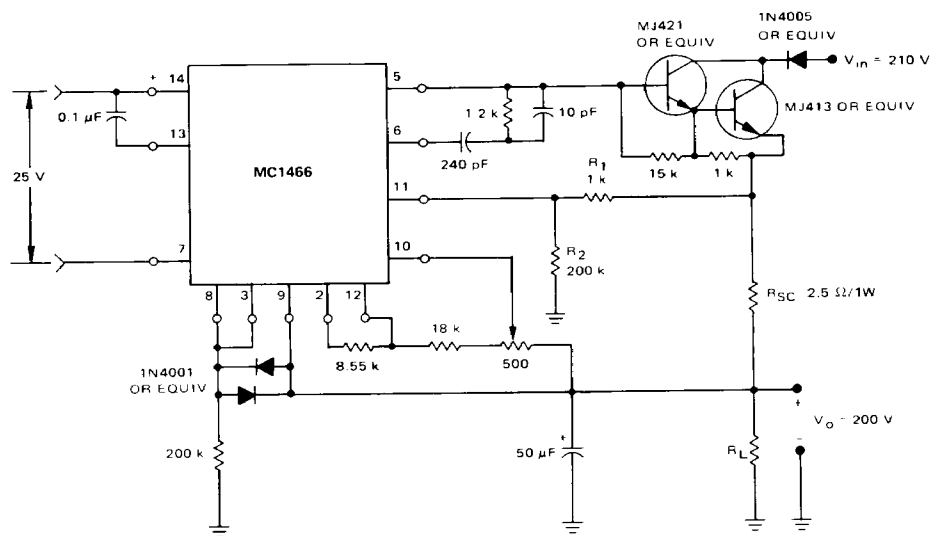 MJ421
OR EQUIV
1N4005
OR EQUIV
Vin = 210 V
MJ413 OR EQUIV
14
+
5
1.2 k
10 pF
0.1 µF
13
6
240 pF
15 k
1 k
25 V
MC1466
R1
1 k
11
10
R2
200 k
7
8
3
9
2
12
RSC 2.5 Ω/1W
18 k
8.55 k
500
1N4001
OR EQUIV
+
Vo = 200 V
-
200 k
+
50 µF
RL